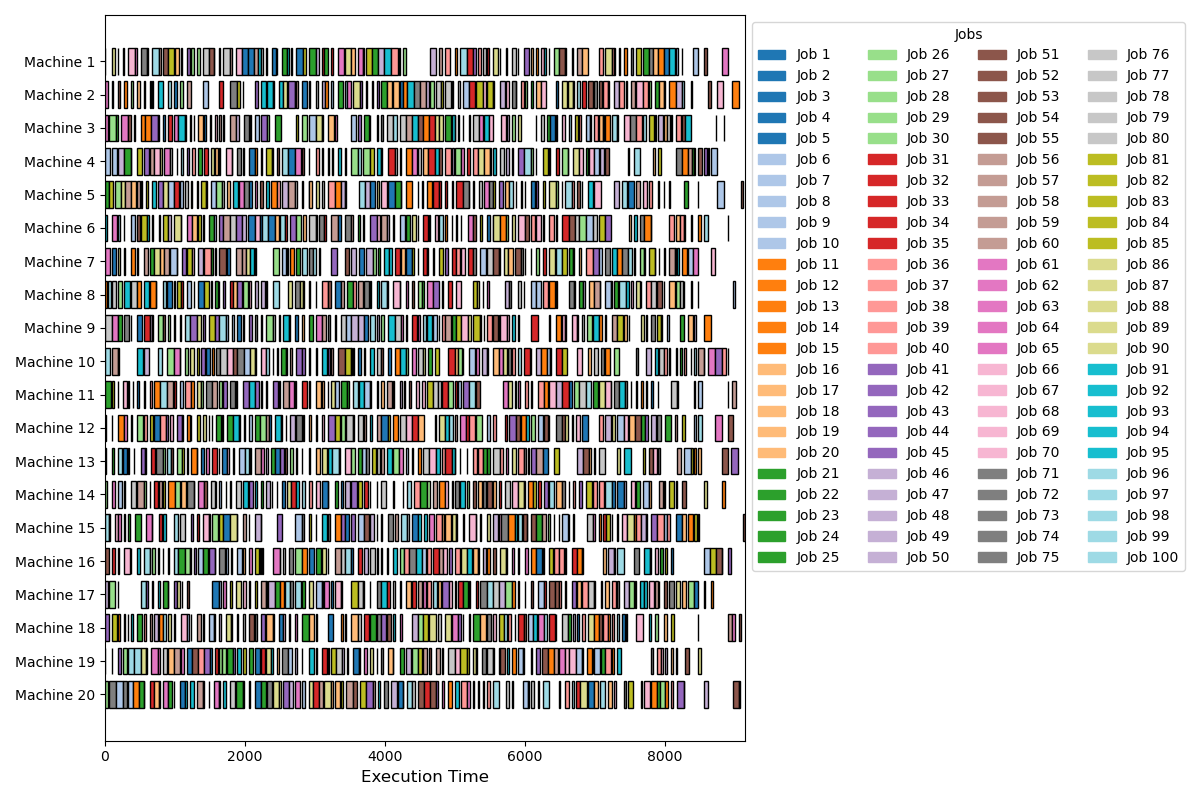 Machine 1
Machine 2
Machine 3
Machine 4
Machine 5
Machine 6
Machine 7
Machine 8
Machine 9
Machine 10
Machine 11
Machine 12
Machine 13
Machine 14
Machine 15
Machine 16
Machine 17
Machine 18
Machine 19
Machine 20
0 2000 4000 6000 8000
Execution Time
Jobs
Job 1 Job 26 Job 51 Job 76
Job 2 Job 27 Job 52 Job 77
Job 3 Job 28 Job 53 Job 78
Job 4 Job 29 Job 54 Job 79
Job 5 Job 30 Job 55 Job 80
Job 6 Job 31 Job 56 Job 81
Job 7 Job 32 Job 57 Job 82
Job 8 Job 33 Job 58 Job 83
Job 9 Job 34 Job 59 Job 84
Job 10 Job 35 Job 60 Job 85
Job 11 Job 36 Job 61 Job 86
Job 12 Job 37 Job 62 Job 87
Job 13 Job 38 Job 63 Job 88
Job 14 Job 39 Job 64 Job 89
Job 15 Job 40 Job 65 Job 90
Job 16 Job 41 Job 66 Job 91
Job 17 Job 42 Job 67 Job 92
Job 18 Job 43 Job 68 Job 93
Job 19 Job 44 Job 69 Job 94
Job 20 Job 45 Job 70 Job 95
Job 21 Job 46 Job 71 Job 96
Job 22 Job 47 Job 72 Job 97
Job 23 Job 48 Job 73 Job 98
Job 24 Job 49 Job 74 Job 99
Job 25 Job 50 Job 75 Job 100